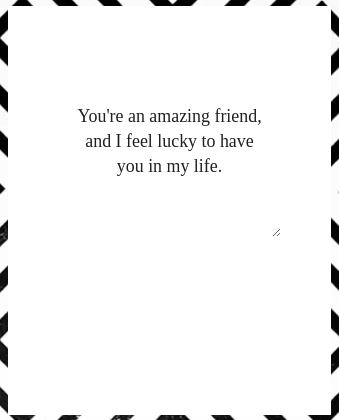 You're an amazing friend,
and I feel lucky to have
you in my life.